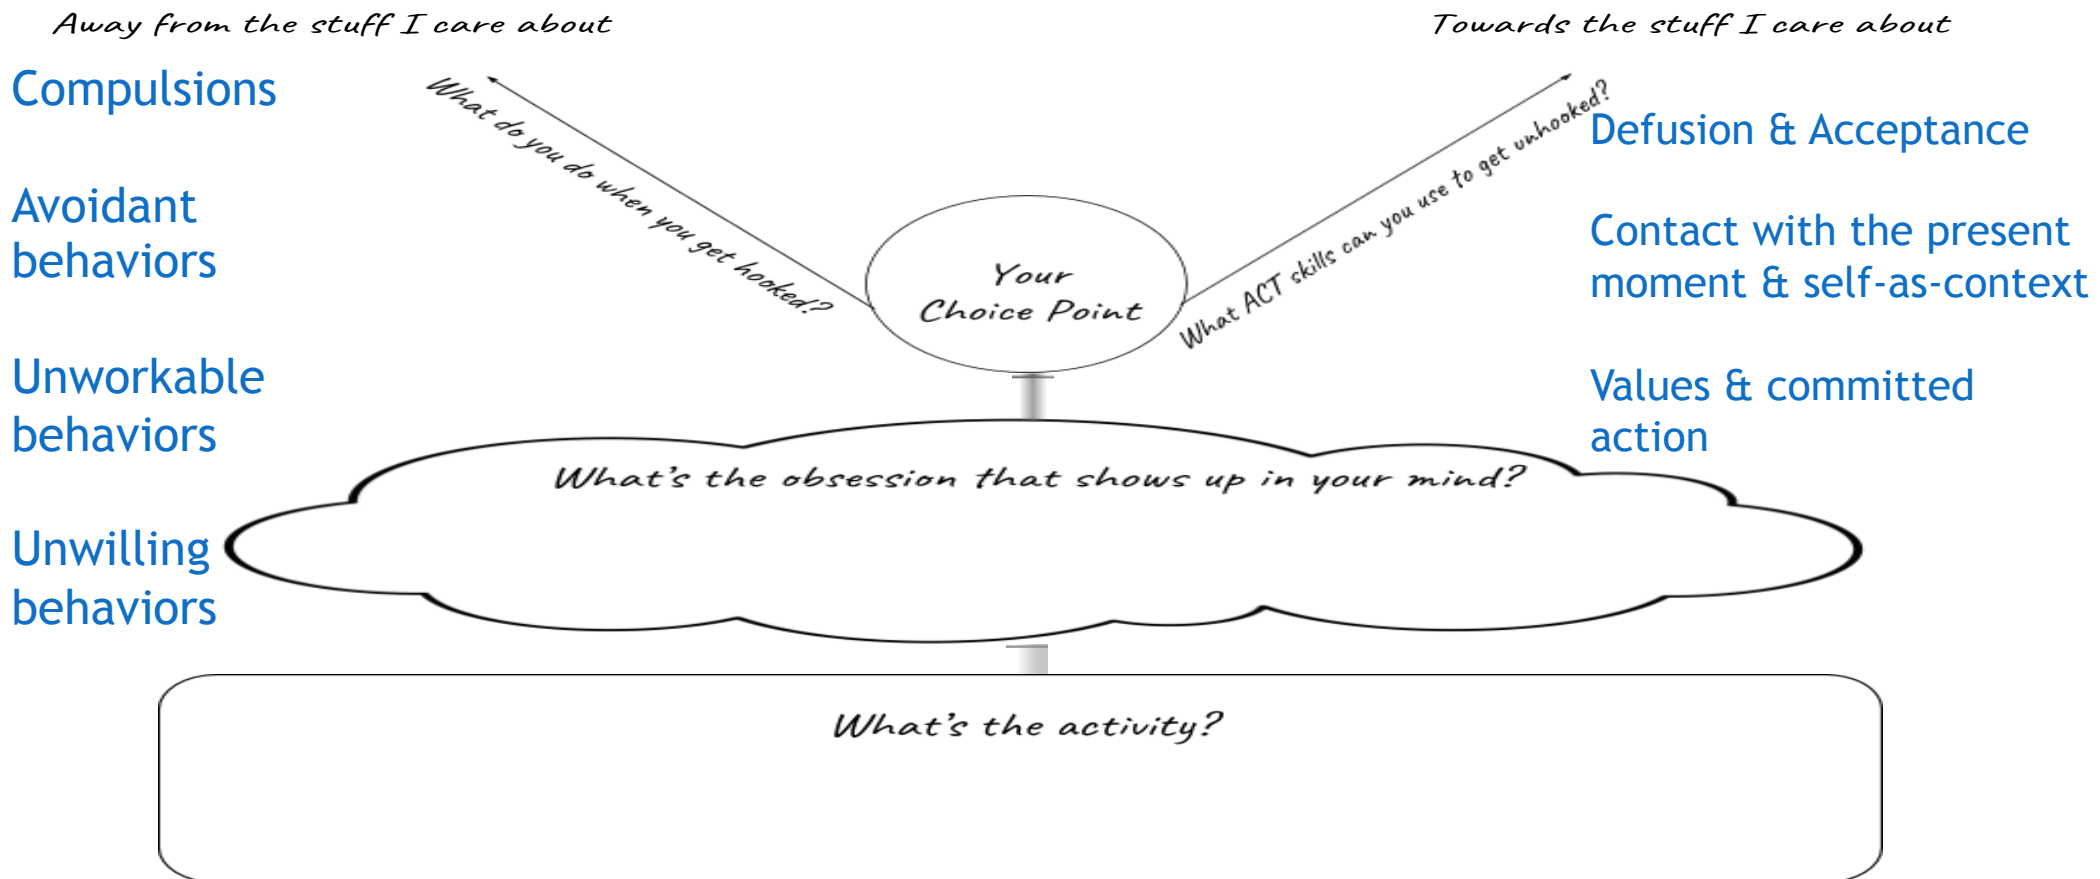 Away from the stuff I care about
Towards the stuff I care about
Compulsions
Avoidant
behaviors
Unworkable
behaviors
Unwilling
behaviors
What do you do when you get hooked?
Your
Choice Point
What ACT skills can you use to get unhooked?
Defusion & Acceptance
Contact with the present
moment & self-as-context
Values & committed
action
What's the obsession that shows up in your mind?
What's the activity?